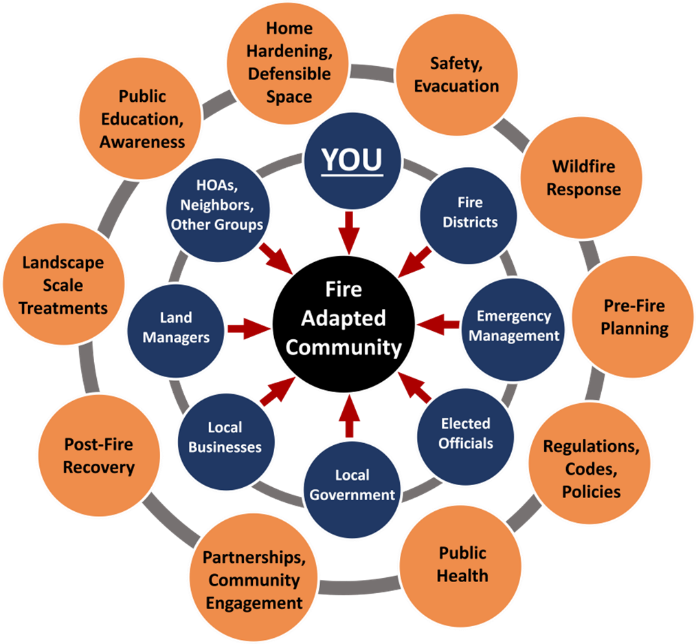 Home
Hardening,
Defensible
Space
Safety,
Evacuation
Wildfire
Response
Pre-Fire
Planning
Regulations,
Codes,
Policies
Public
Health
Partnerships,
Community
Engagement
Post-Fire
Recovery
Landscape
Scale
Treatments
Public
Education,
Awareness
YOU
Fire
Districts
Emergency
Management
Elected
Officials
Local
Government
Local
Businesses
Land
Managers
HOAs,
Neighbors,
Other Groups
Fire
Adapted
Community